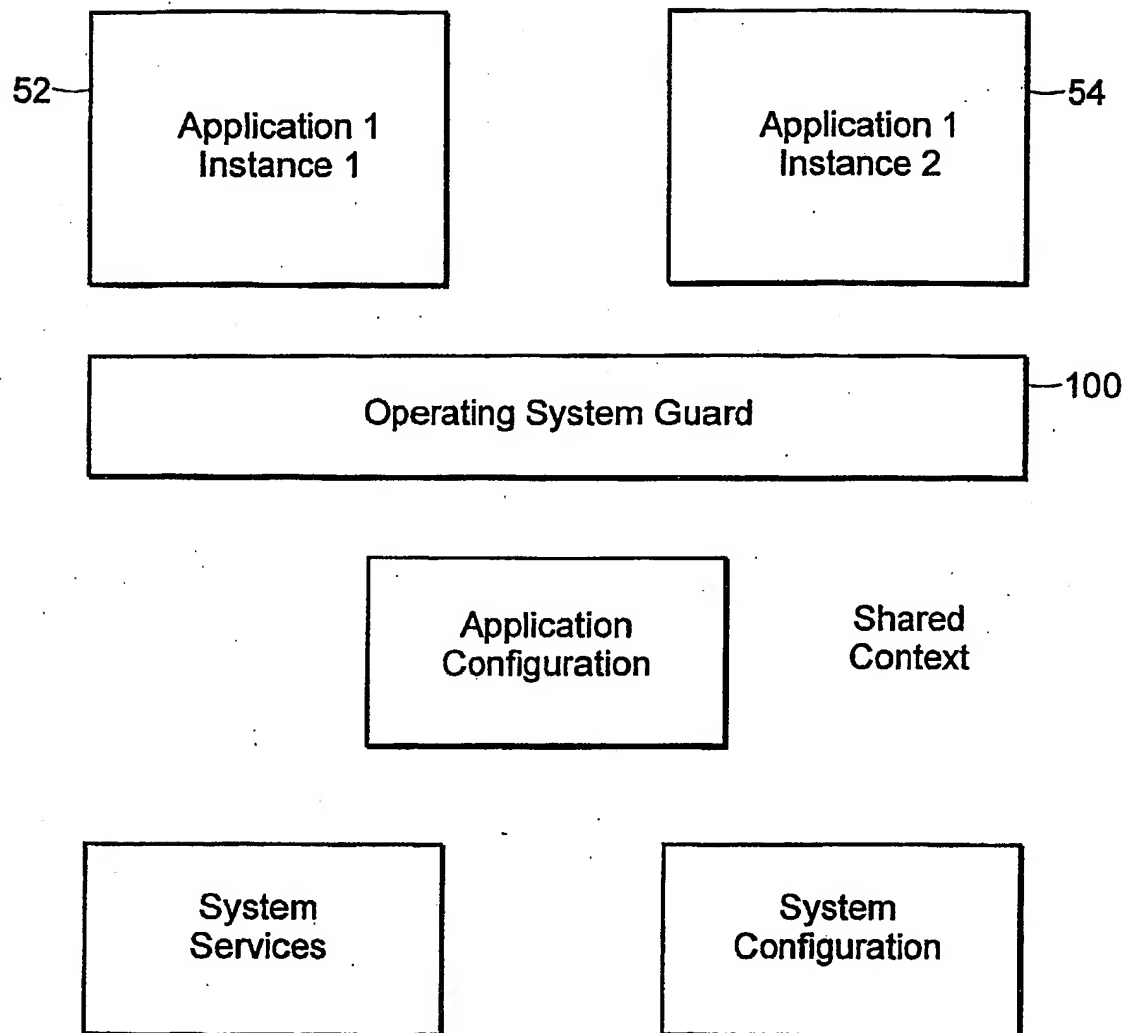 52
Application 1
Instance 1
Application 1
Instance 2
54
Operating System Guard
100
Application
Configuration
Shared
Context
System
Services
System
Configuration